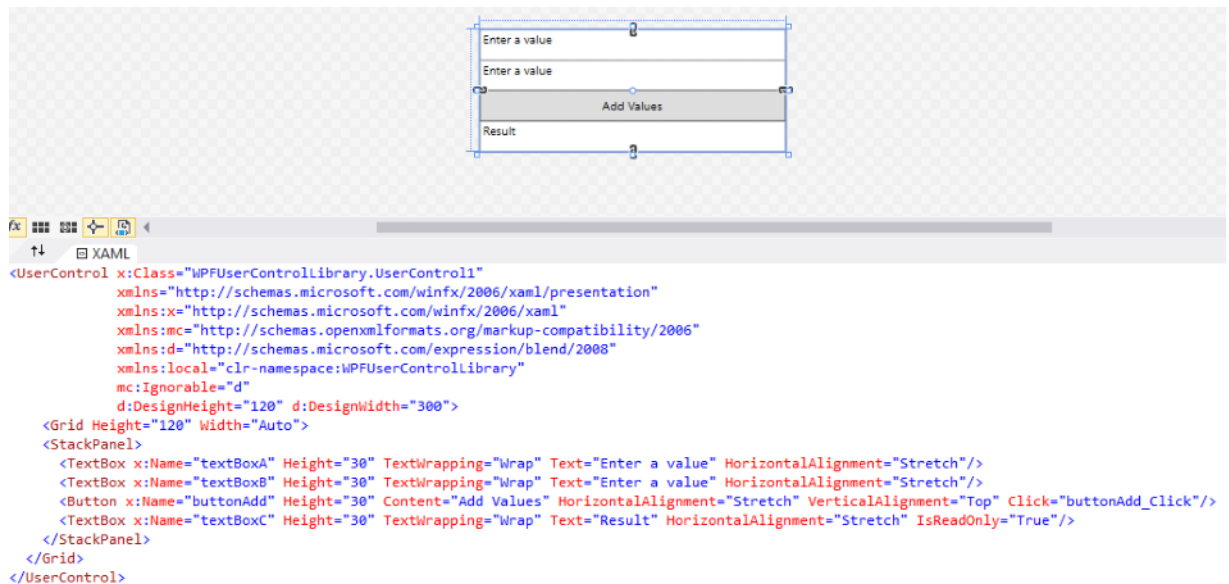 Enter a value
Enter a value
Add Values
Result
fx
XAML
<UserControl x:Class="WPFUserControlLibrary.UserControl1"
xmlns="http://schemas.microsoft.com/winfx/2006/xaml/presentation"
xmlns:x="http://schemas.microsoft.com/winfx/2006/xaml"
xmlns:mc="http://schemas.openxmlformats.org/markup-compatibility/2006"
xmlns:d="http://schemas.microsoft.com/expression/blend/2008"
xmlns:local="clr-namespace:WPFUserControlLibrary"
mc:Ignorable="d"
d:DesignHeight="120" d:DesignWidth="300">
<Grid Height="120" Width="Auto">
<StackPanel>
<TextBox x:Name="textBoxA" Height="30" TextWrapping="Wrap" Text="Enter a value" HorizontalAlignment="Stretch"/>
<TextBox x:Name="textBoxB" Height="30" TextWrapping="Wrap" Text="Enter a value" HorizontalAlignment="Stretch"/>
<Button x:Name="buttonAdd" Height="30" Content="Add Values" HorizontalAlignment="Stretch" VerticalAlignment="Top" Click="buttonAdd_Click"/>
<TextBox x:Name="textBoxC" Height="30" TextWrapping="Wrap" Text="Result" HorizontalAlignment="Stretch" IsReadOnly="True"/>
</StackPanel>
</Grid>
</UserControl>